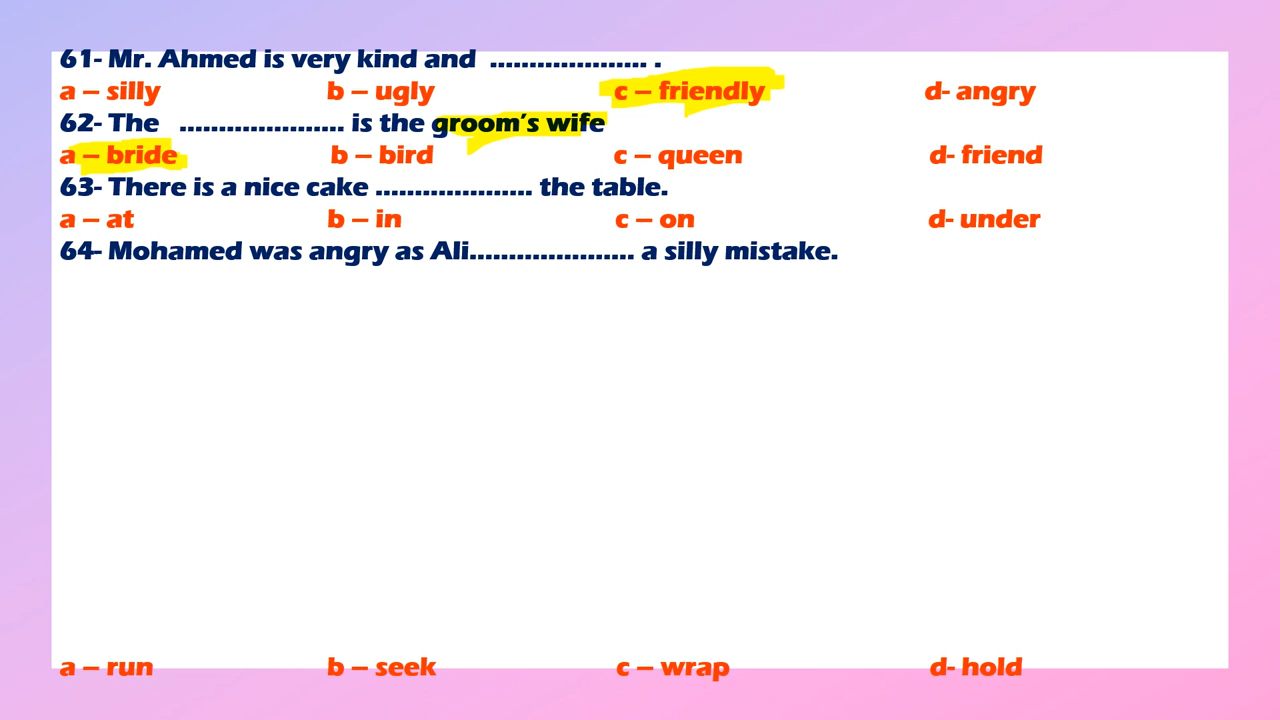 61- Mr. Ahmed is very kind and .................... .
a – silly b – ugly c – friendly d- angry
62- The ..................... is the groom's wife
a – bride b – bird c – queen d- friend
63- There is a nice cake .................... the table.
a – at b – in c – on d- under
64- Mohamed was angry as Ali..................... a silly mistake.
a – run b – seek c – wrap d- hold